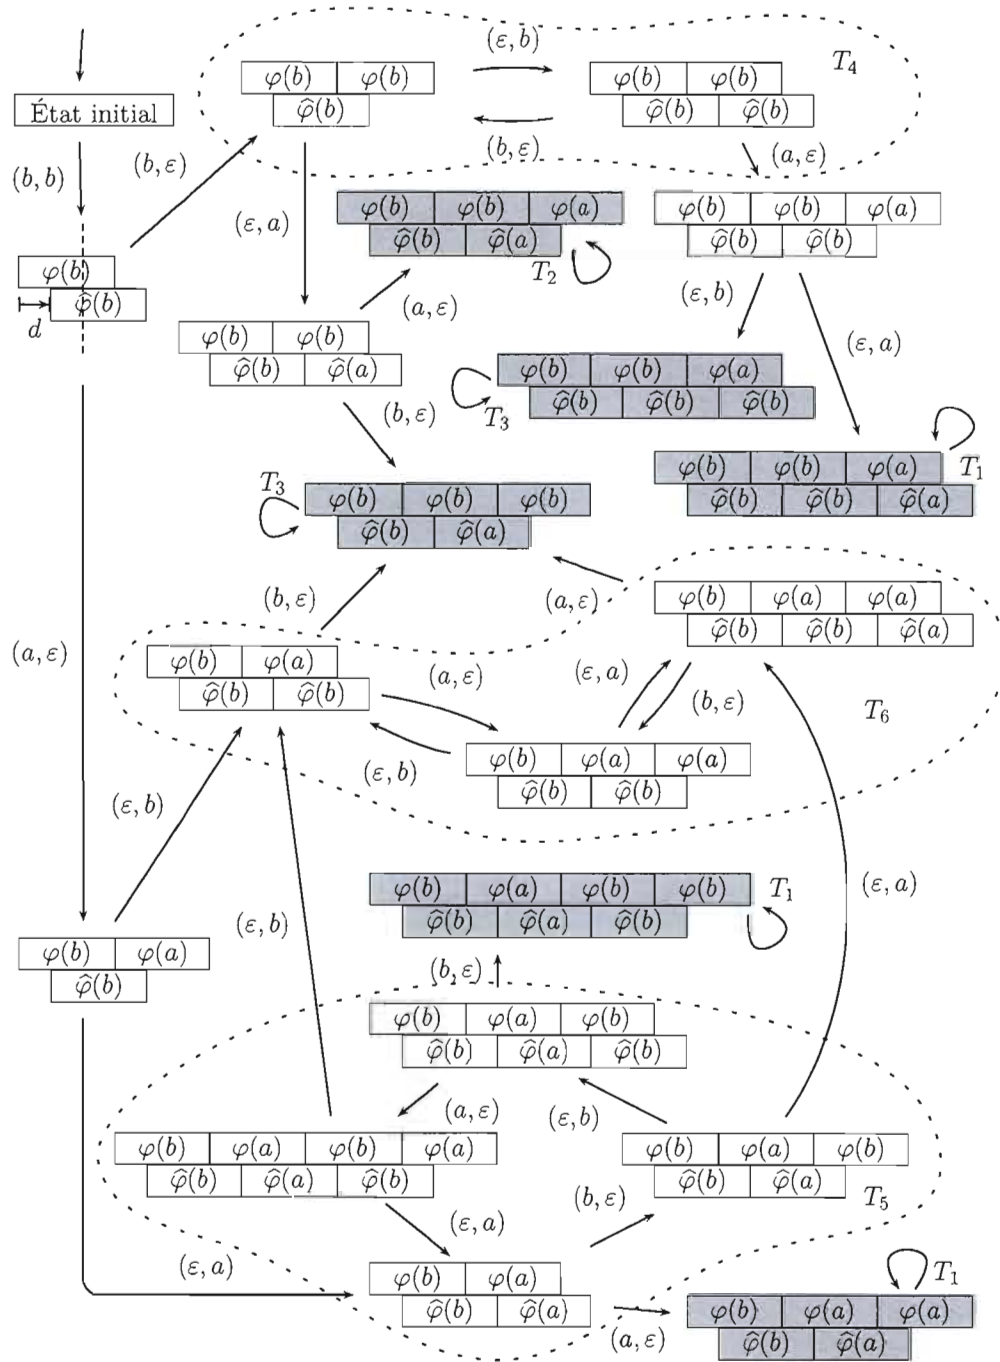 (ε, b)
φ(b) φ(b)
φ̂(b)
φ(b) φ(b)
φ̂(b) φ̂(b)
T₄
État initial
(b, ε)
(b, ε)
(a, ε)
(b, b)
(ε, a)
φ(b) φ(b) φ(a)
φ̂(b) φ̂(a)
T₂
φ(b) φ(b) φ(a)
φ̂(b) φ̂(b)
φ(b)
φ̂(b)
d
(a, ε)
(ε, b)
(ε, a)
φ(b) φ(b)
φ̂(b) φ̂(a)
φ(b) φ(b) φ(a)
φ̂(b) φ̂(b) φ̂(b)
T₃
(b, ε)
φ(b) φ(b) φ(a)
φ̂(b) φ̂(b) φ̂(a)
T₁
T₃
φ(b) φ(b) φ(b)
φ̂(b) φ̂(a)
(b, ε)
(a, ε)
φ(b) φ(a) φ(a)
φ̂(b) φ̂(b) φ̂(a)
(a, ε)
φ(b) φ(a)
φ̂(b) φ̂(b)
(a, ε)
(ε, a)
(b, ε)
T₆
φ(b) φ(a) φ(a)
φ̂(b) φ̂(b)
(ε, b)
(ε, b)
φ(b) φ(a) φ(b) φ(b)
φ̂(b) φ̂(a) φ̂(b)
T₁
(ε, a)
(ε, b)
φ(b) φ(a)
φ̂(b)
(b, ε)
φ(b) φ(a) φ(b)
φ̂(b) φ̂(a) φ̂(b)
(a, ε)
(ε, b)
φ(b) φ(a) φ(b) φ(a)
φ̂(b) φ̂(a) φ̂(b)
φ(b) φ(a) φ(b)
φ̂(b) φ̂(a)
T₅
(ε, a)
(b, ε)
(ε, a)
φ(b) φ(a)
φ̂(b) φ̂(a)
(a, ε)
φ(b) φ(a) φ(a)
φ̂(b) φ̂(a)
T₁